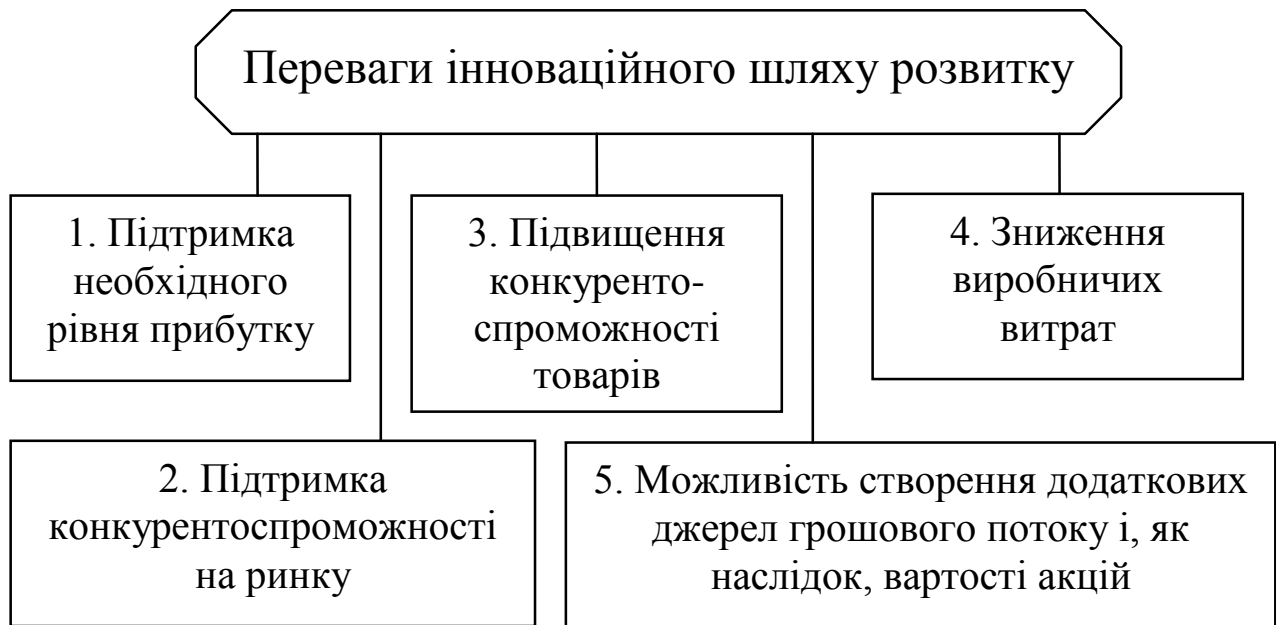 Переваги інноваційного шляху розвитку
1. Підтримка
необхідного
рівня прибутку
2. Підтримка
конкурентоспроможності
на ринку
3. Підвищення
конкуренто-
спроможності
товарів
4. Зниження
виробничих
витрат
5. Можливість створення додаткових
джерел грошового потоку і, як
наслідок, вартості акцій